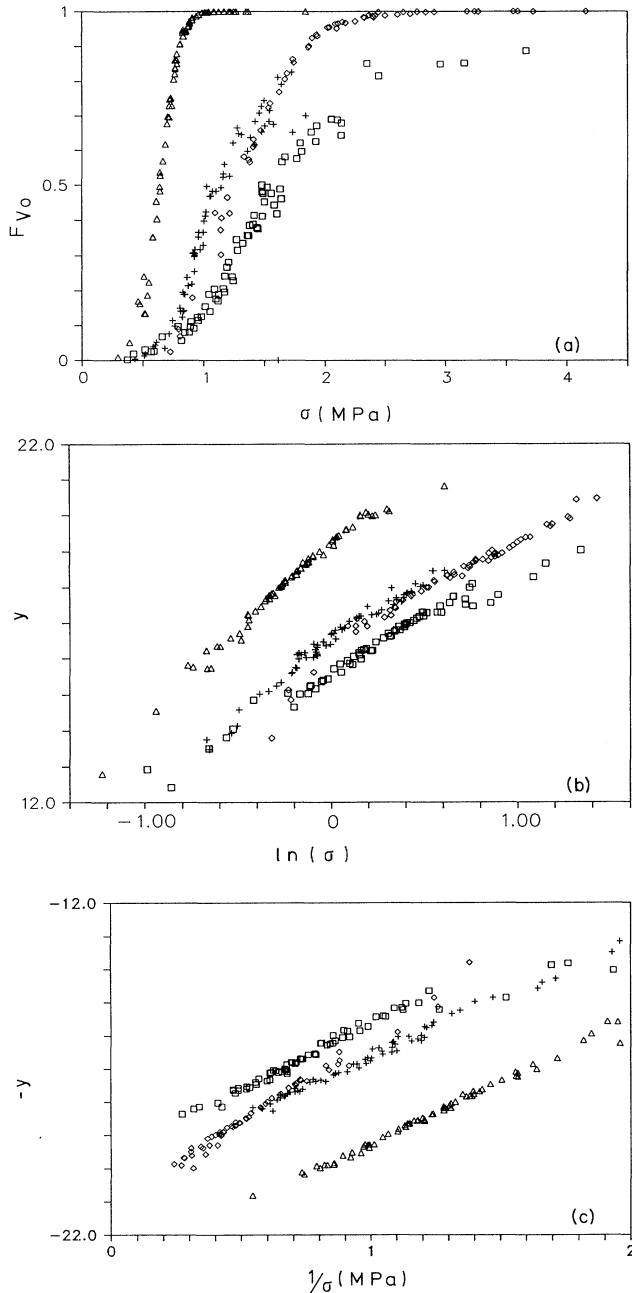 1
0.5
0
F V₀
0 1 2 3 4
σ (MPa)
(a)
22.0
12.0
y
-1.00 0 1.00
ln (σ)
(b)
-12.0
-22.0
-y
0 1 2
1/σ (MPa)
(c)